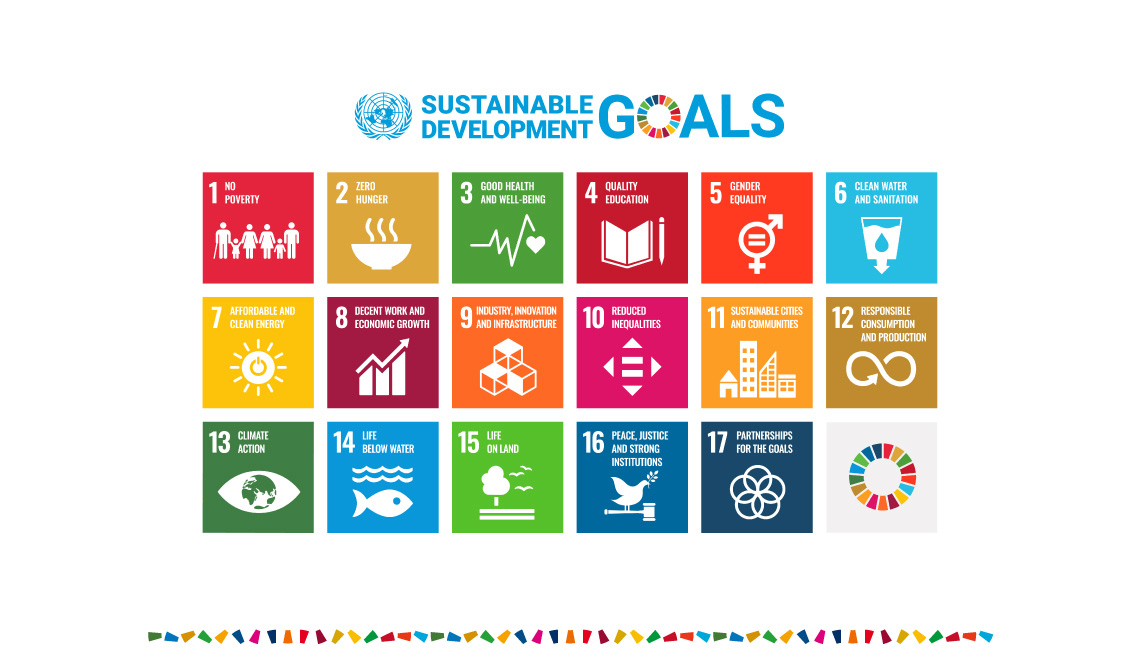 SUSTAINABLE
DEVELOPMENT
GOALS
1 NO
POVERTY
2 ZERO
HUNGER
3 GOOD HEALTH
AND WELL-BEING
4 QUALITY
EDUCATION
5 GENDER
EQUALITY
6 CLEAN WATER
AND SANITATION
7 AFFORDABLE AND
CLEAN ENERGY
8 DECENT WORK AND
ECONOMIC GROWTH
9 INDUSTRY, INNOVATION
AND INFRASTRUCTURE
10 REDUCED
INEQUALITIES
11 SUSTAINABLE CITIES
AND COMMUNITIES
12 RESPONSIBLE
CONSUMPTION
AND PRODUCTION
13 CLIMATE
ACTION
14 LIFE
BELOW WATER
15 LIFE
ON LAND
16 PEACE, JUSTICE
AND STRONG
INSTITUTIONS
17 PARTNERSHIPS
FOR THE GOALS